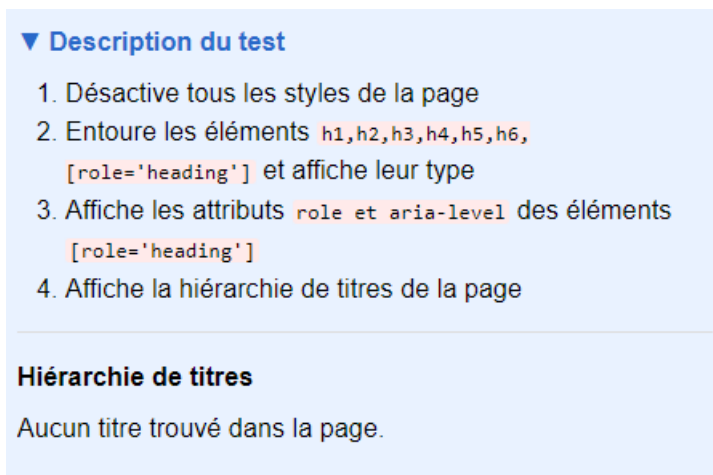 ▼ Description du test
1. Désactive tous les styles de la page
2. Entoure les éléments h1,h2,h3,h4,h5,h6,
[role='heading'] et affiche leur type
3. Affiche les attributs role et aria-level des éléments
[role='heading']
4. Affiche la hiérarchie de titres de la page
Hiérarchie de titres
Aucun titre trouvé dans la page.